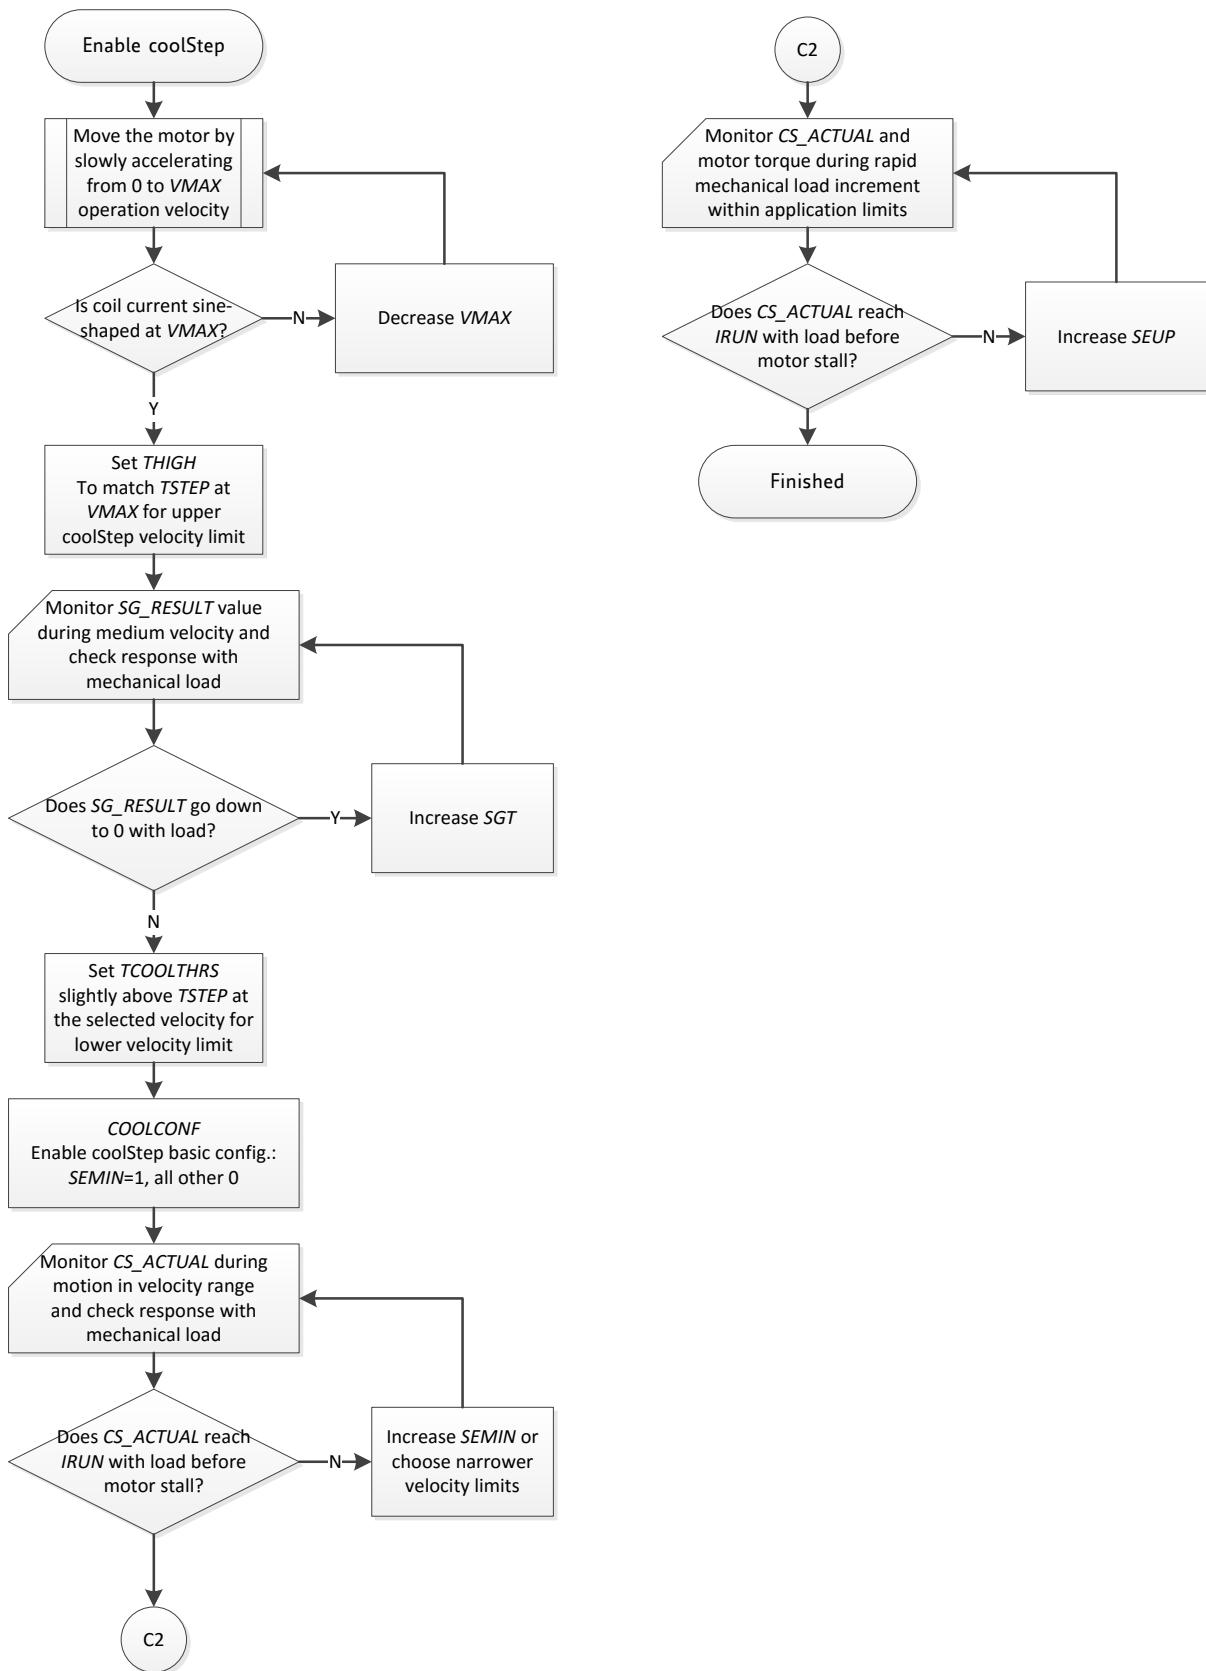 Enable coolStep
Move the motor by
slowly accelerating
from 0 to VMAX
operation velocity
Is coil current sine-
shaped at VMAX?
N
Decrease VMAX
Y
Set THIGH
To match TSTEP at
VMAX for upper
coolStep velocity limit
Monitor SG_RESULT value
during medium velocity and
check response with
mechanical load
Does SG_RESULT go down
to 0 with load?
Y
Increase SGT
N
Set TCOOLTHRS
slightly above TSTEP at
the selected velocity for
lower velocity limit
COOLCONF
Enable coolStep basic config.:
SEMIN=1, all other 0
Monitor CS_ACTUAL during
motion in velocity range
and check response with
mechanical load
Does CS_ACTUAL reach
IRUN with load before
motor stall?
N
Increase SEMIN or
choose narrower
velocity limits
C2
C2
Monitor CS_ACTUAL and
motor torque during rapid
mechanical load increment
within application limits
Does CS_ACTUAL reach
IRUN with load before
motor stall?
N
Increase SEUP
Finished